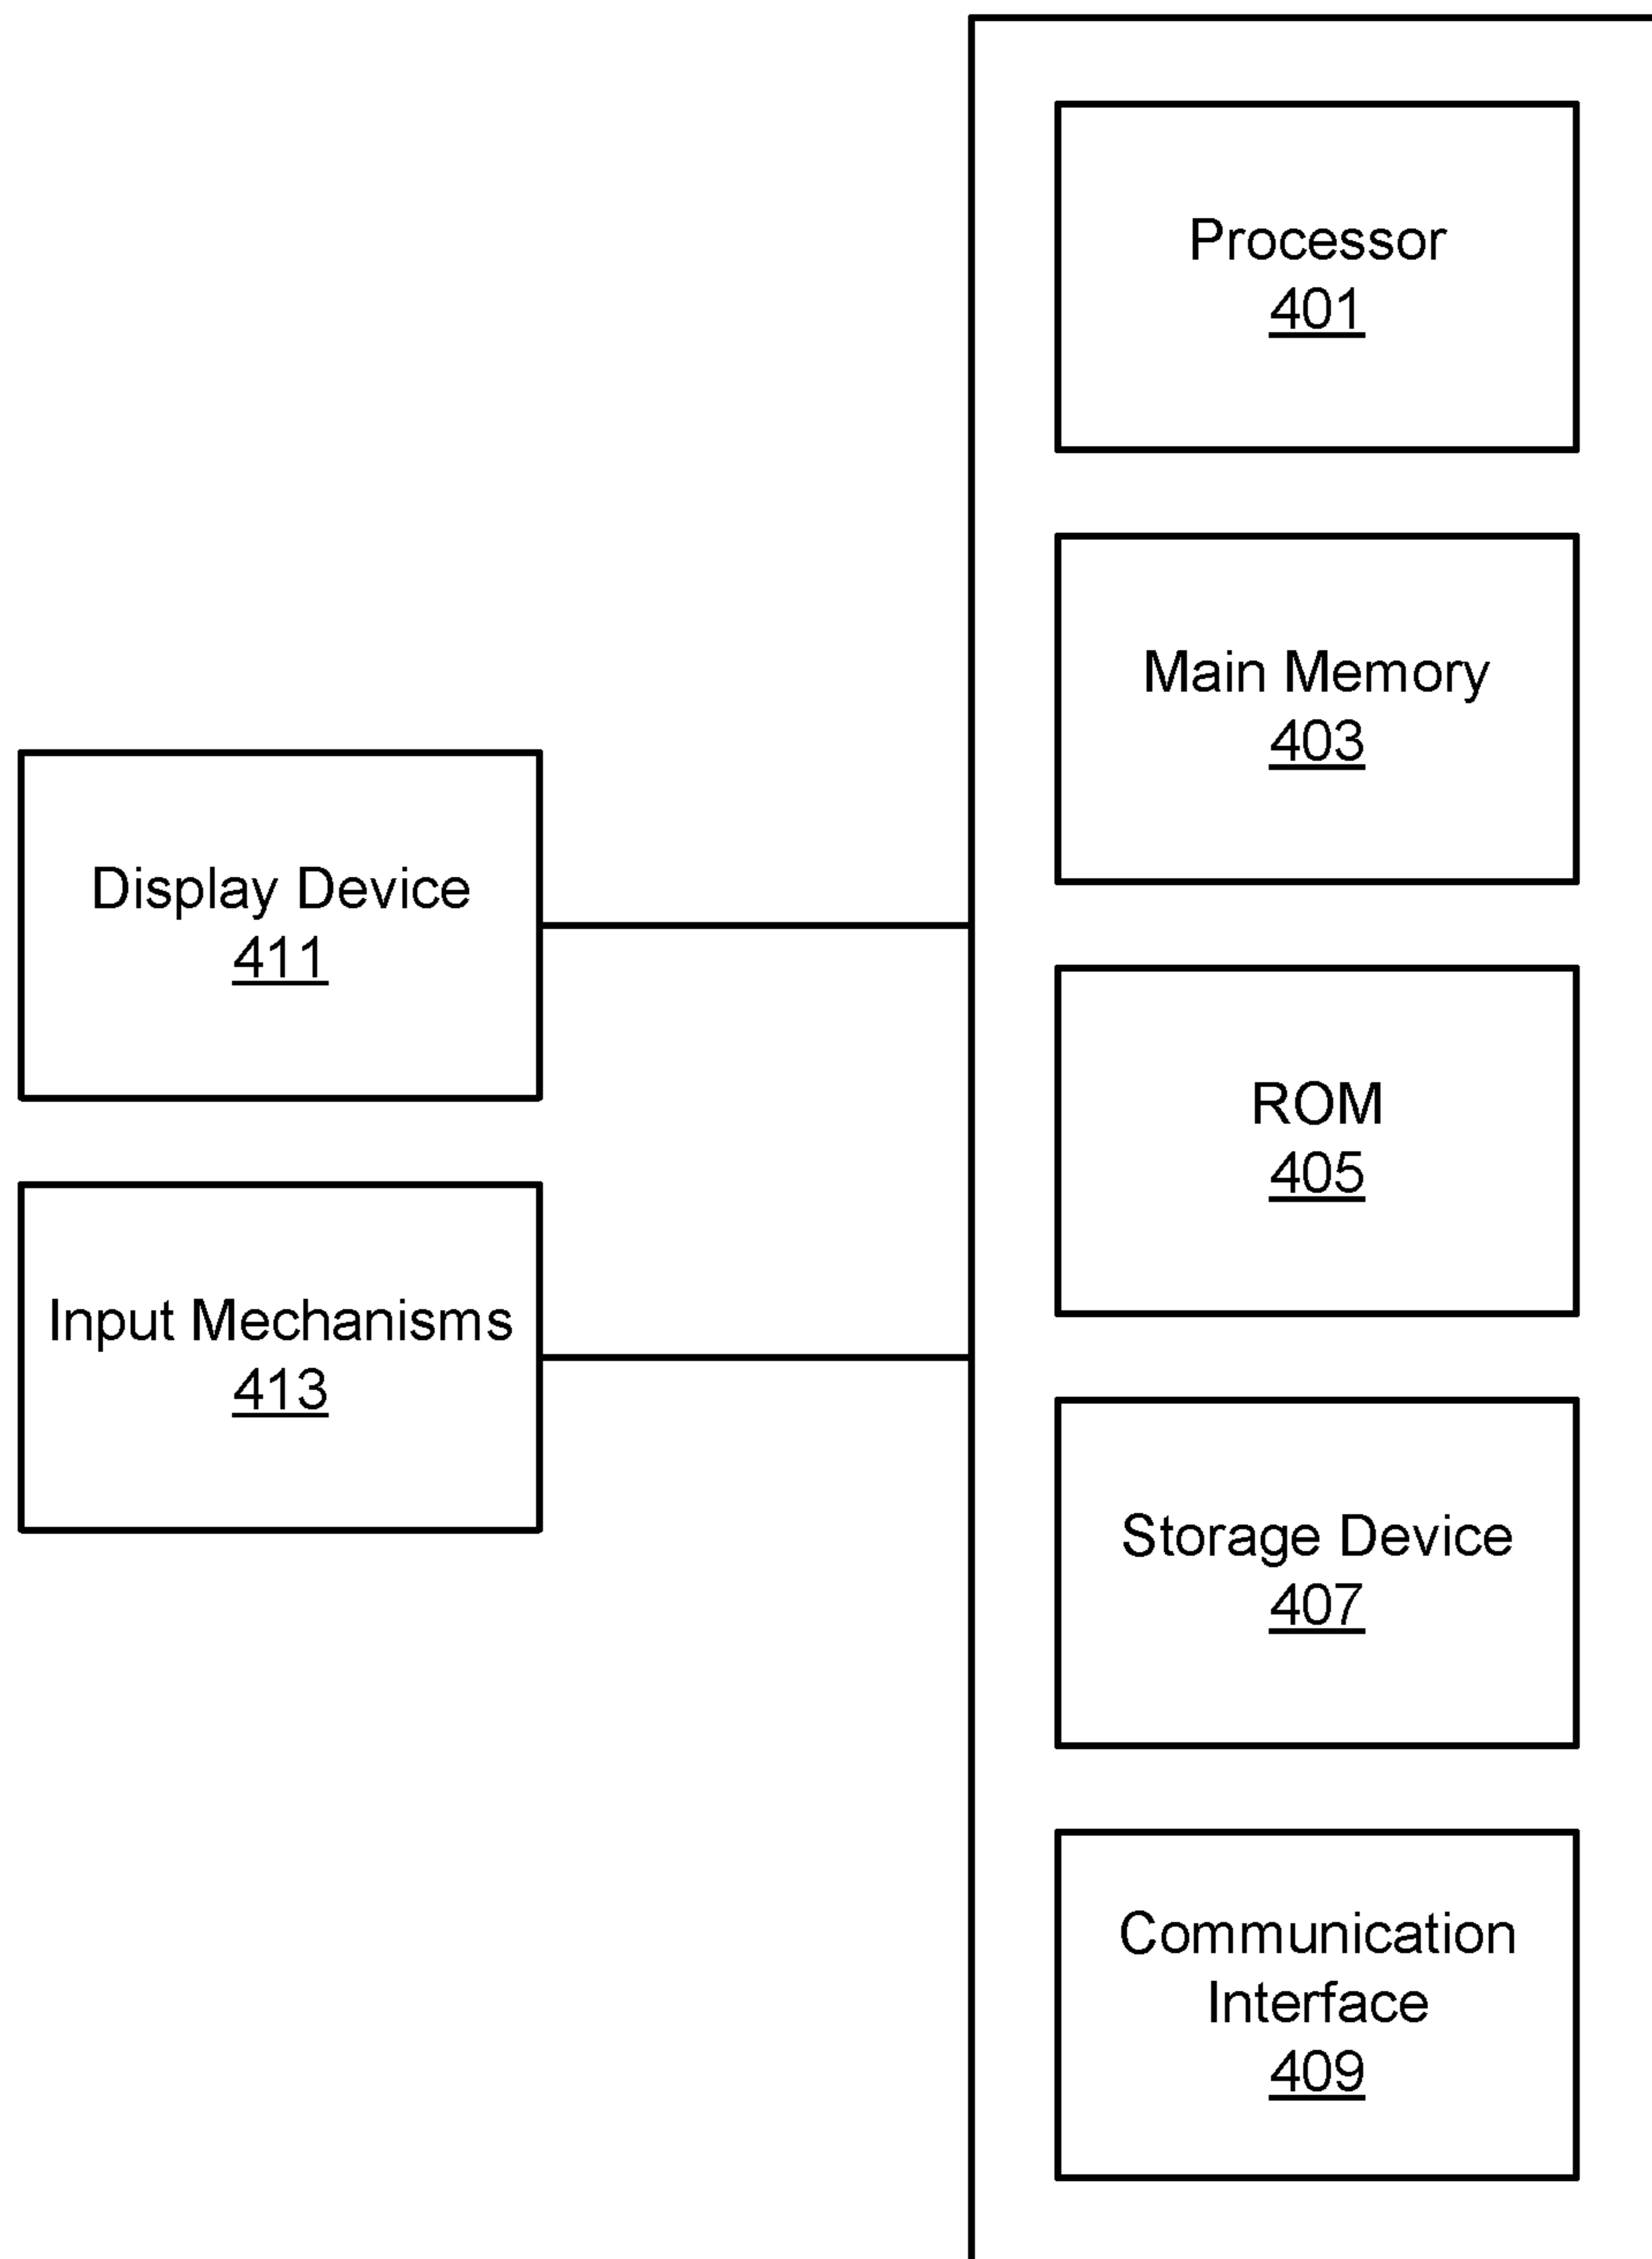 Processor
401
Main Memory
403
Display Device
411
ROM
405
Input Mechanisms
413
Storage Device
407
Communication
Interface
409